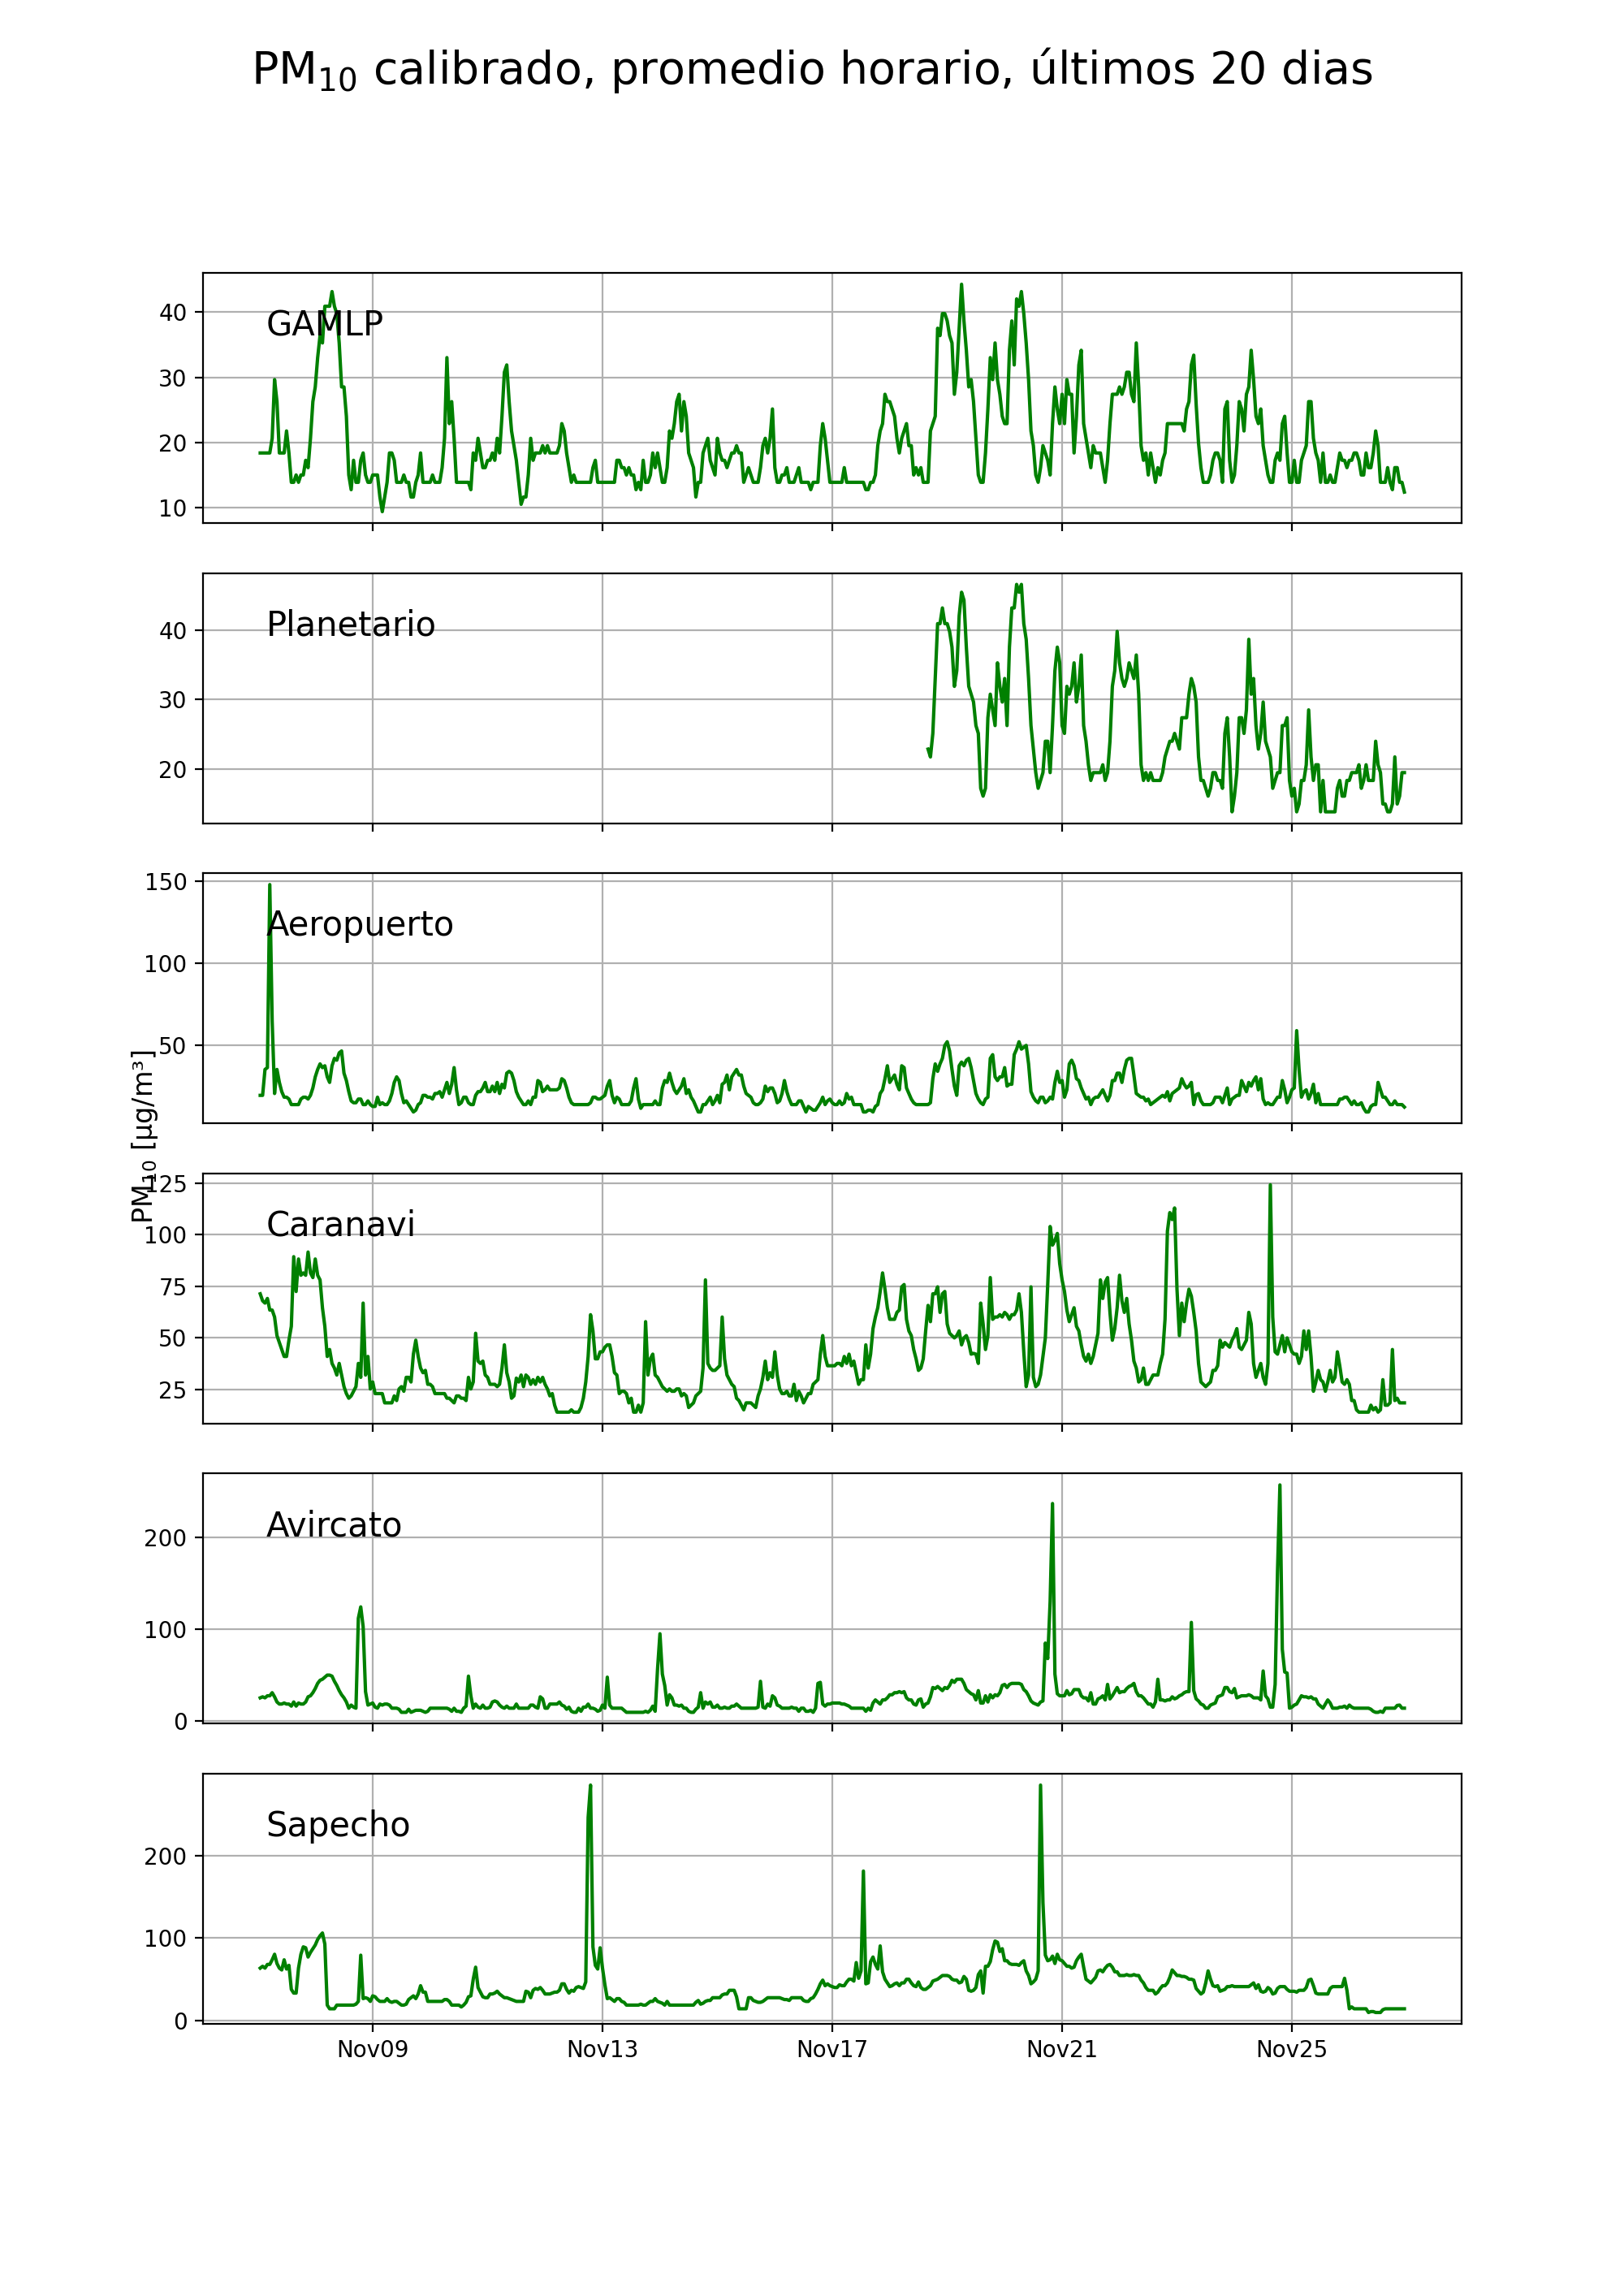 PM₁₀ calibrado, promedio horario, últimos 20 dias
GAMLP
40
30
20
10
Planetario
40
30
20
Aeropuerto
150
100
50
PM₁₀ [µg/m³]
Caranavi
125
100
75
50
25
Avircato
200
100
0
Sapecho
200
100
0
Nov09 Nov13 Nov17 Nov21 Nov25